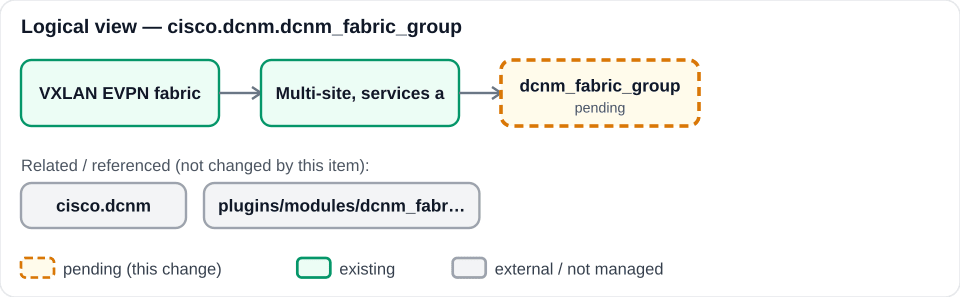 Logical view — cisco.dcnm.dcnm_fabric_group
VXLAN EVPN fabric
Multi-site, services a
dcnm_fabric_group
pending
Related / referenced (not changed by this item):
cisco.dcnm
plugins/modules/dcnm_fabr…
pending (this change)
existing
external / not managed